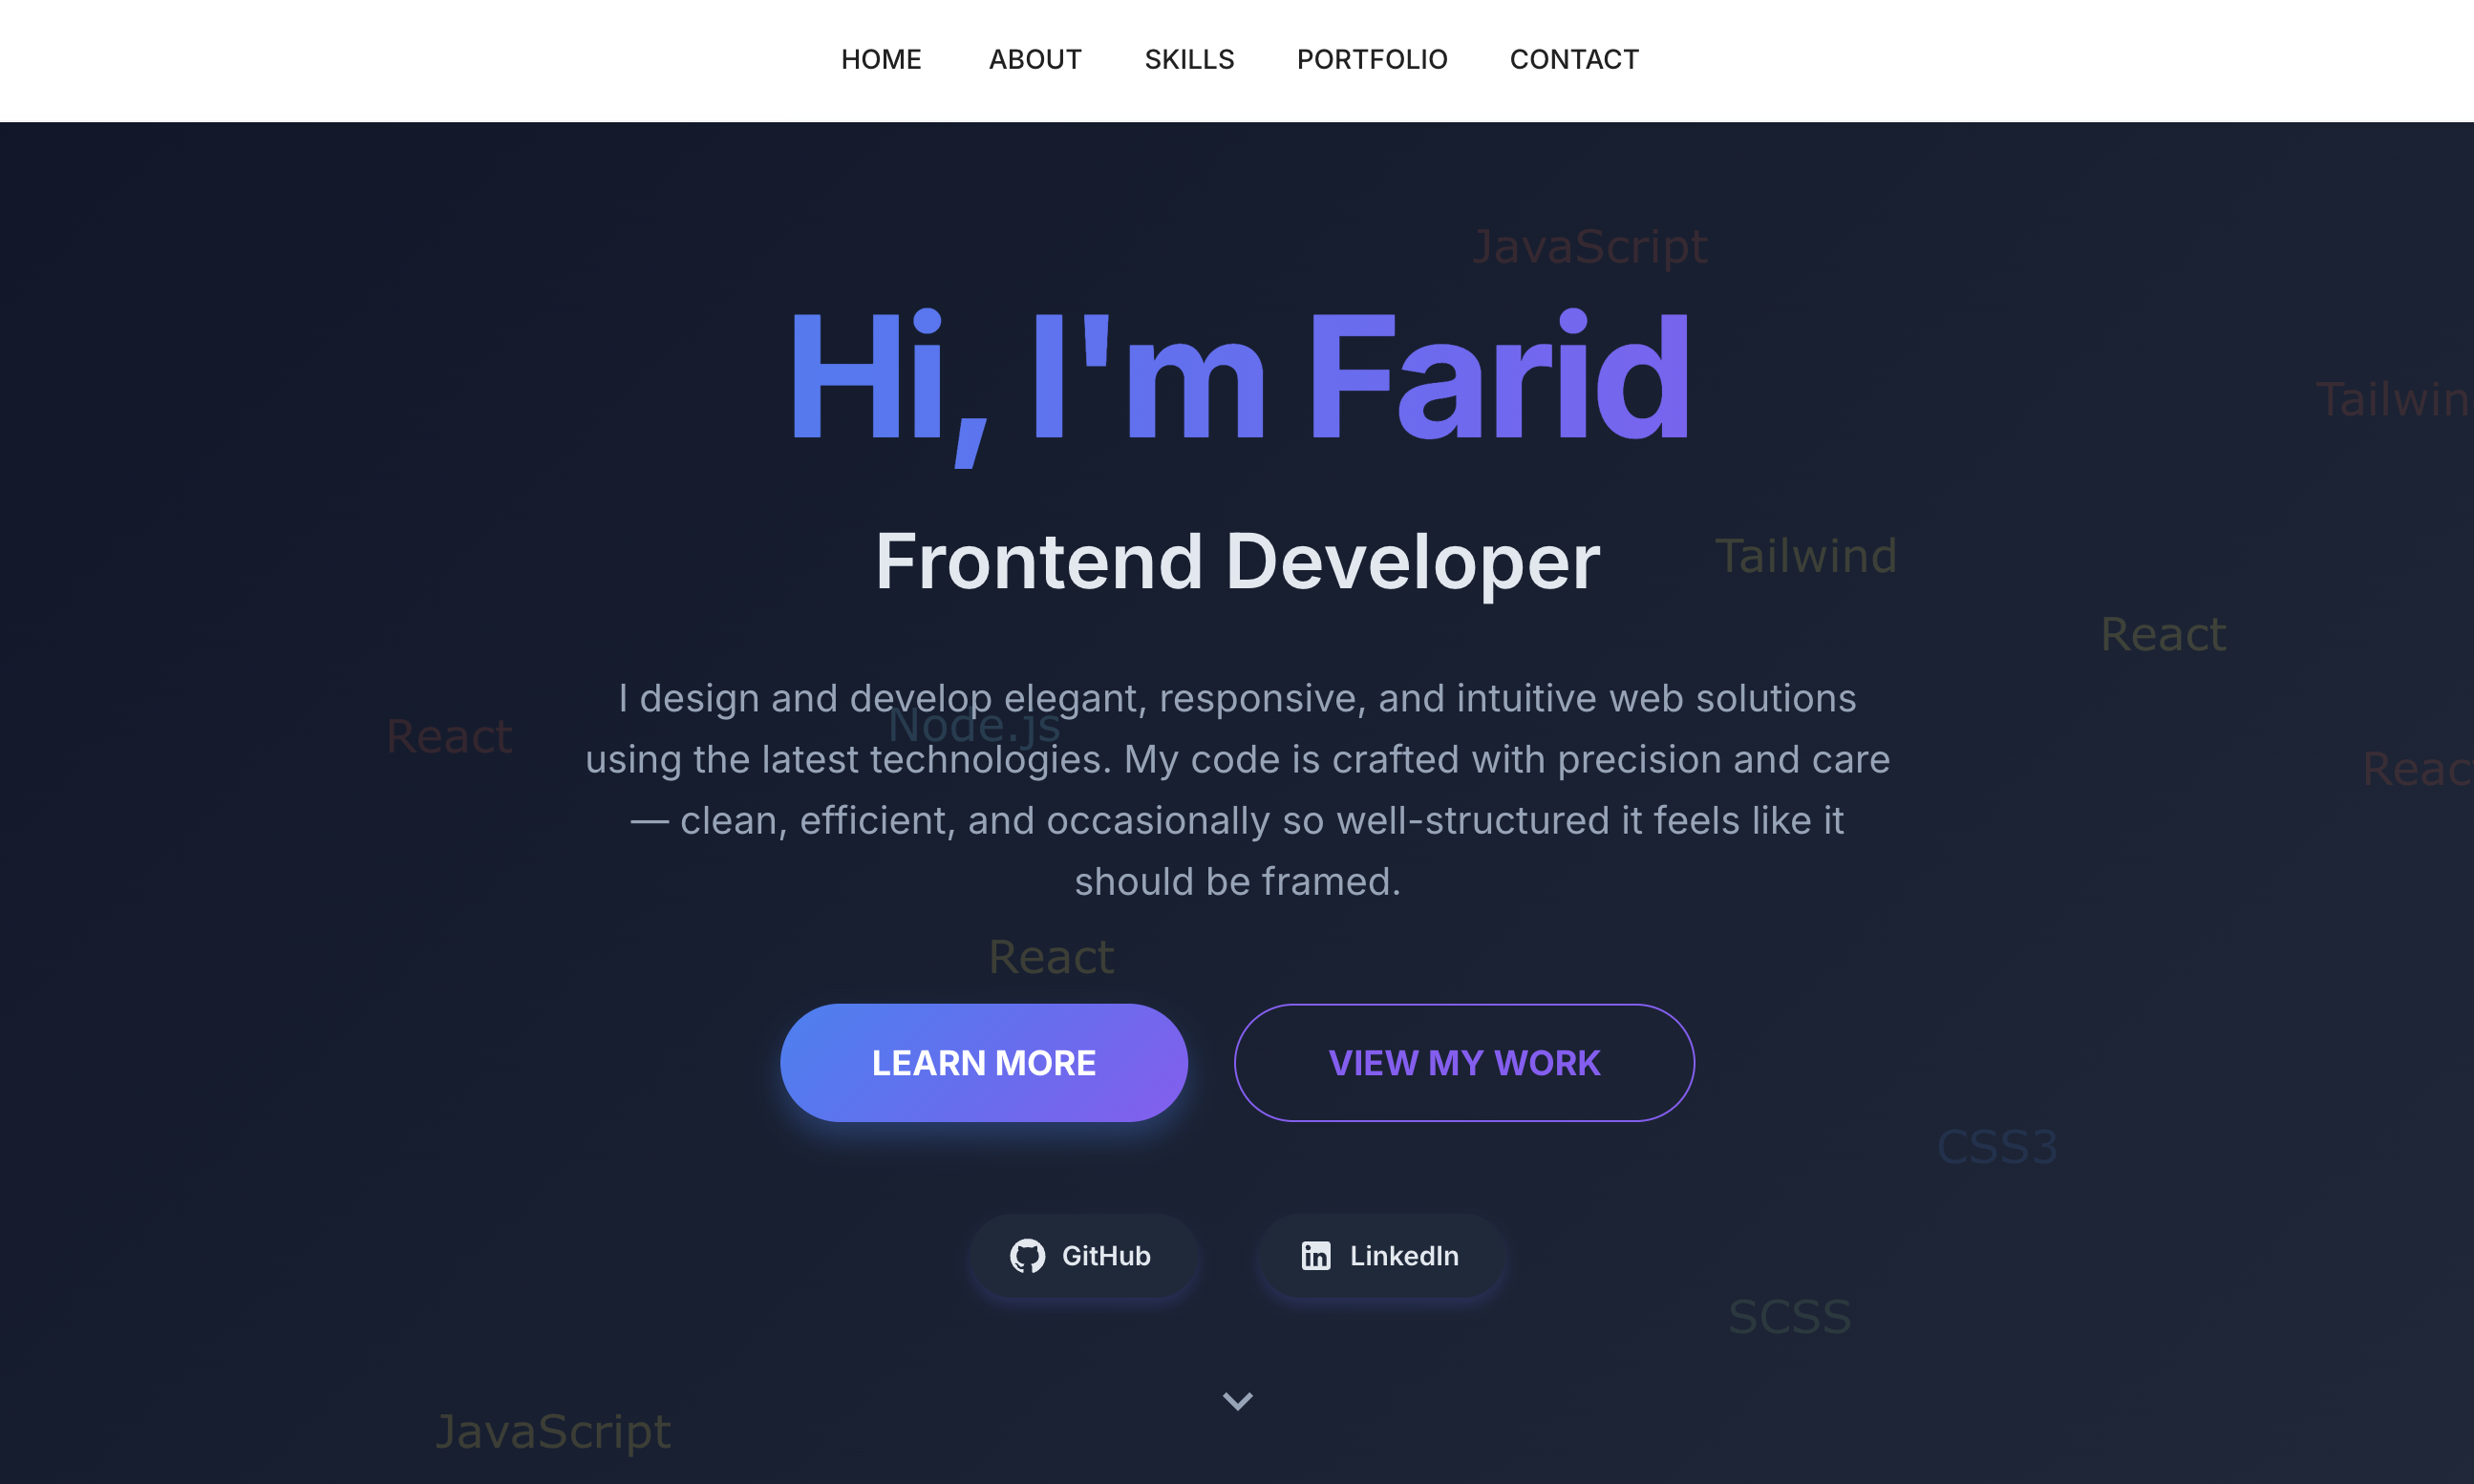 HOME ABOUT SKILLS PORTFOLIO CONTACT
JavaScript
Hi, I'm Farid
Tailwin
Frontend Developer
Tailwind
React
I design and develop elegant, responsive, and intuitive web solutions
Node.js
React
using the latest technologies. My code is crafted with precision and care
Reac
— clean, efficient, and occasionally so well-structured it feels like it
should be framed.
React
LEARN MORE VIEW MY WORK
CSS3
GitHub LinkedIn
SCSS
JavaScript